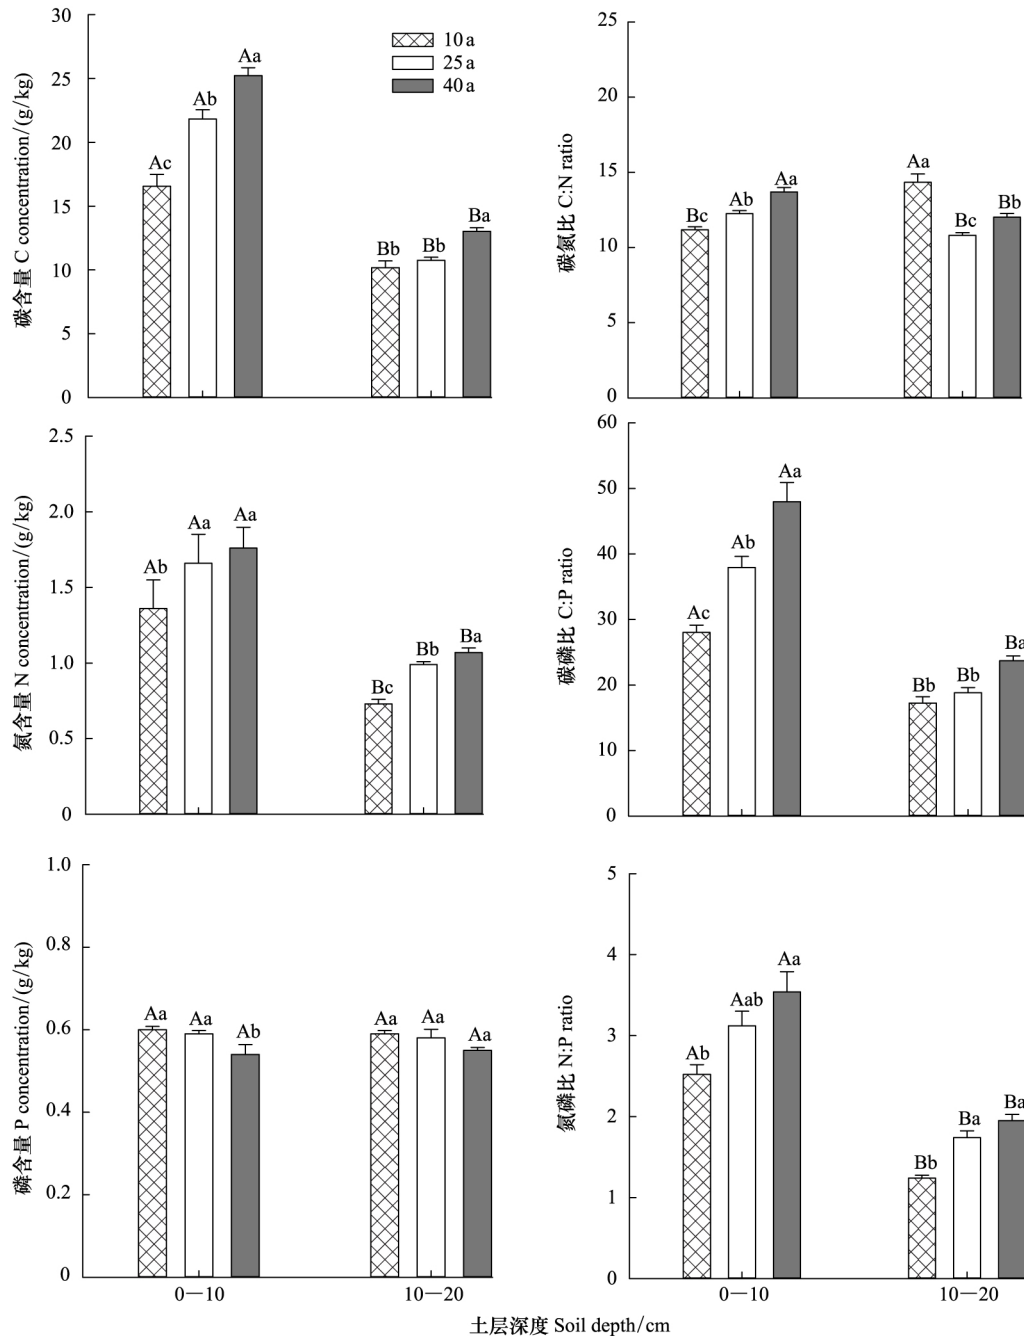 碳含量 C concentration/(g/kg)
30
25
20
15
10
5
0
10 a
25 a
40 a
Ac
Ab
Aa
Bb
Bb
Ba
碳氮比 C:N ratio
25
20
15
10
5
0
Bc
Ab
Aa
Aa
Bc
Bb
氮含量 N concentration/(g/kg)
2.5
2.0
1.5
1.0
0.5
0
Ab
Aa
Aa
Bc
Bb
Ba
碳磷比 C:P ratio
60
50
40
30
20
10
0
Ac
Ab
Aa
Bb
Bb
Ba
磷含量 P concentration/(g/kg)
1.0
0.8
0.6
0.4
0.2
0
Aa
Aa
Ab
Aa
Aa
Aa
0—10
10—20
氮磷比 N:P ratio
5
4
3
2
1
0
Ab
Aab
Aa
Bb
Ba
Ba
0—10
10—20
土层深度 Soil depth/cm